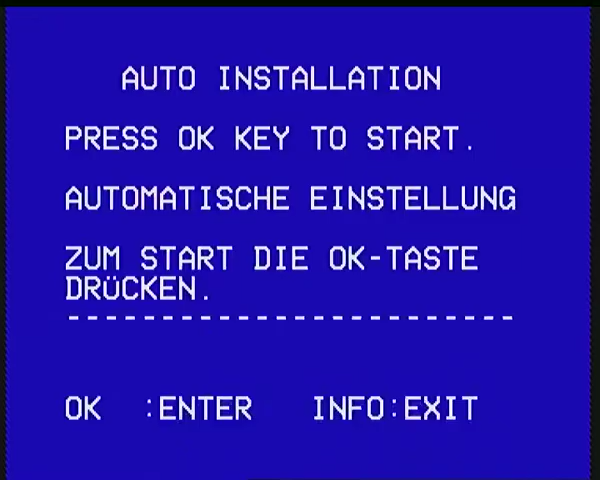 AUTO INSTALLATION
PRESS OK KEY TO START.
AUTOMATISCHE EINSTELLUNG
ZUM START DIE OK-TASTE
DRÜCKEN.
------------------------
OK :ENTER INFO:EXIT